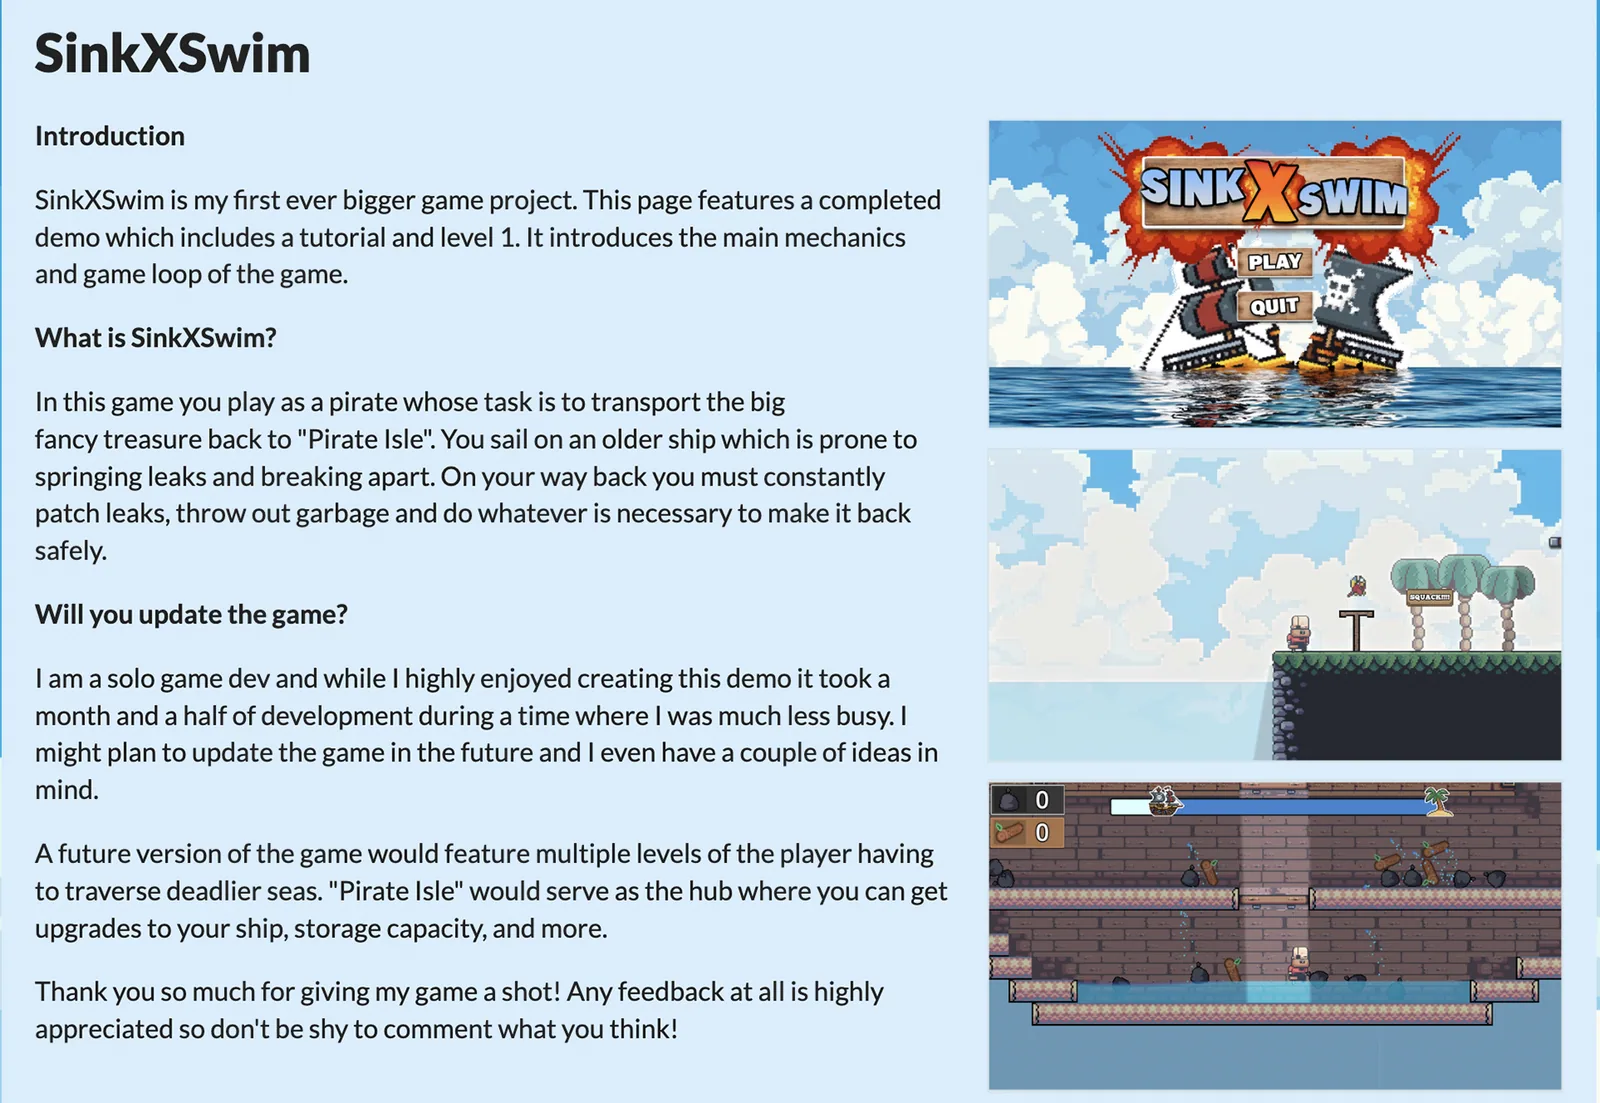 SinkXSwim
Introduction
SinkXSwim is my first ever bigger game project. This page features a completed
demo which includes a tutorial and level 1. It introduces the main mechanics
and game loop of the game.
What is SinkXSwim?
In this game you play as a pirate whose task is to transport the big
fancy treasure back to "Pirate Isle". You sail on an older ship which is prone to
springing leaks and breaking apart. On your way back you must constantly
patch leaks, throw out garbage and do whatever is necessary to make it back
safely.
Will you update the game?
I am a solo game dev and while I highly enjoyed creating this demo it took a
month and a half of development during a time where I was much less busy. I
might plan to update the game in the future and I even have a couple of ideas in
mind.
A future version of the game would feature multiple levels of the player having
to traverse deadlier seas. "Pirate Isle" would serve as the hub where you can get
upgrades to your ship, storage capacity, and more.
Thank you so much for giving my game a shot! Any feedback at all is highly
appreciated so don't be shy to comment what you think!
SINK X SWIM
PLAY
QUIT
SQUACK!!!!
0
0